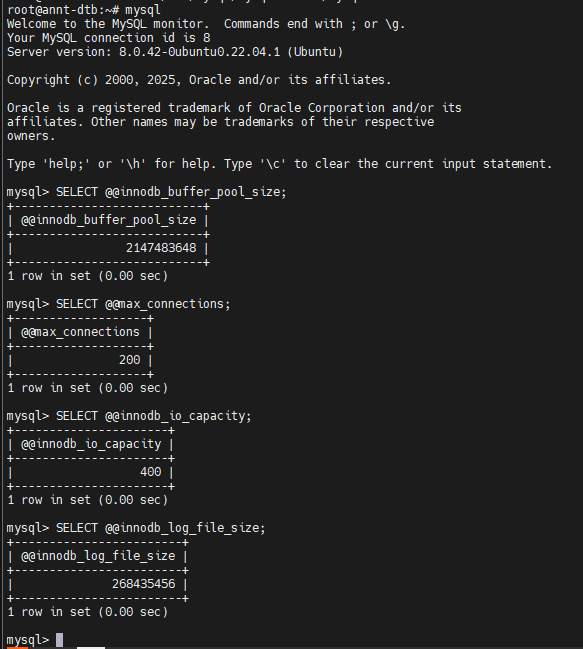 root@annt-dtb:~# mysql
Welcome to the MySQL monitor.  Commands end with ; or \g.
Your MySQL connection id is 8
Server version: 8.0.42-0ubuntu0.22.04.1 (Ubuntu)

Copyright (c) 2000, 2025, Oracle and/or its affiliates.

Oracle is a registered trademark of Oracle Corporation and/or its
affiliates. Other names may be trademarks of their respective
owners.

Type 'help;' or '\h' for help. Type '\c' to clear the current input statement.

mysql> SELECT @@innodb_buffer_pool_size;
+---------------------------+
| @@innodb_buffer_pool_size |
+---------------------------+
|                2147483648 |
+---------------------------+
1 row in set (0.00 sec)

mysql> SELECT @@max_connections;
+-------------------+
| @@max_connections |
+-------------------+
|               200 |
+-------------------+
1 row in set (0.00 sec)

mysql> SELECT @@innodb_io_capacity;
+----------------------+
| @@innodb_io_capacity |
+----------------------+
|                  400 |
+----------------------+
1 row in set (0.00 sec)

mysql> SELECT @@innodb_log_file_size;
+------------------------+
| @@innodb_log_file_size |
+------------------------+
|              268435456 |
+------------------------+
1 row in set (0.00 sec)

mysql>